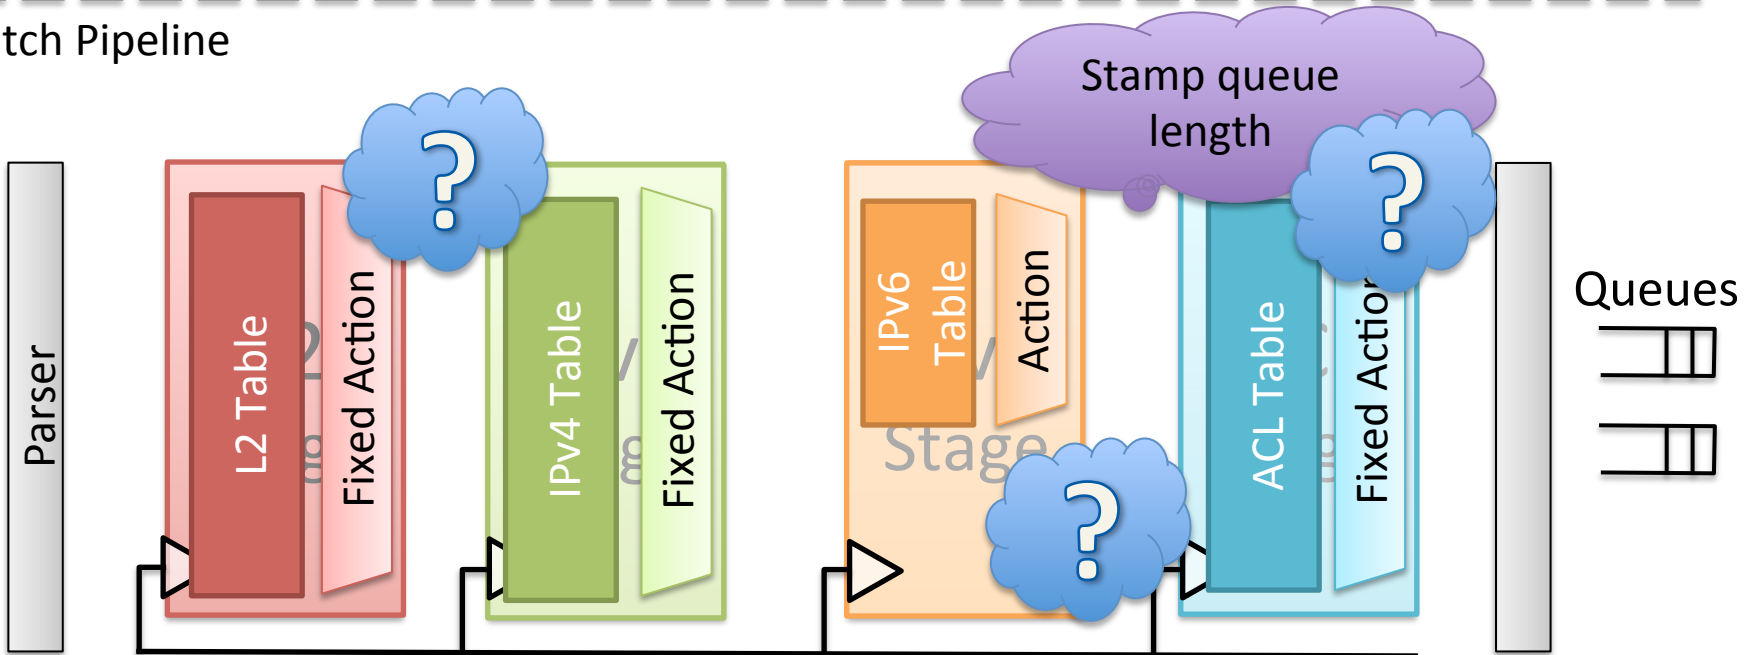 tch Pipeline
Stamp queue
length
?
?
?
Parser
L2 Table
Fixed Action
IPv4 Table
Fixed Action
IPv6
Table
Action
Stage
ACL Table
Fixed Action
Queues